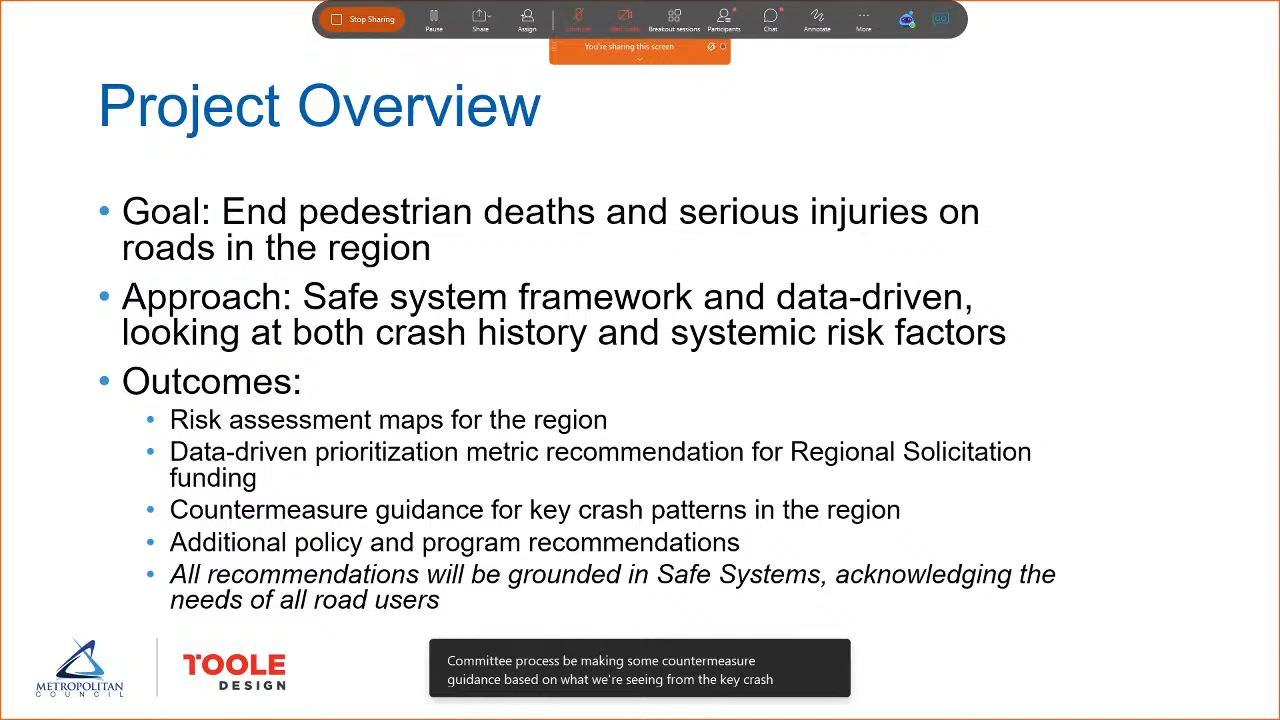 Stop Sharing
Pause
Share
Assign
Breakout sessions
Participants
Chat
Annotate
More
You're sharing this screen
Project Overview
• Goal: End pedestrian deaths and serious injuries on
roads in the region
• Approach: Safe system framework and data-driven,
looking at both crash history and systemic risk factors
• Outcomes:
• Risk assessment maps for the region
• Data-driven prioritization metric recommendation for Regional Solicitation
funding
• Countermeasure guidance for key crash patterns in the region
• Additional policy and program recommendations
• All recommendations will be grounded in Safe Systems, acknowledging the
needs of all road users
METROPOLITAN
COUNCIL
TOOLE
DESIGN
Committee process be making some countermeasure
guidance based on what we're seeing from the key crash